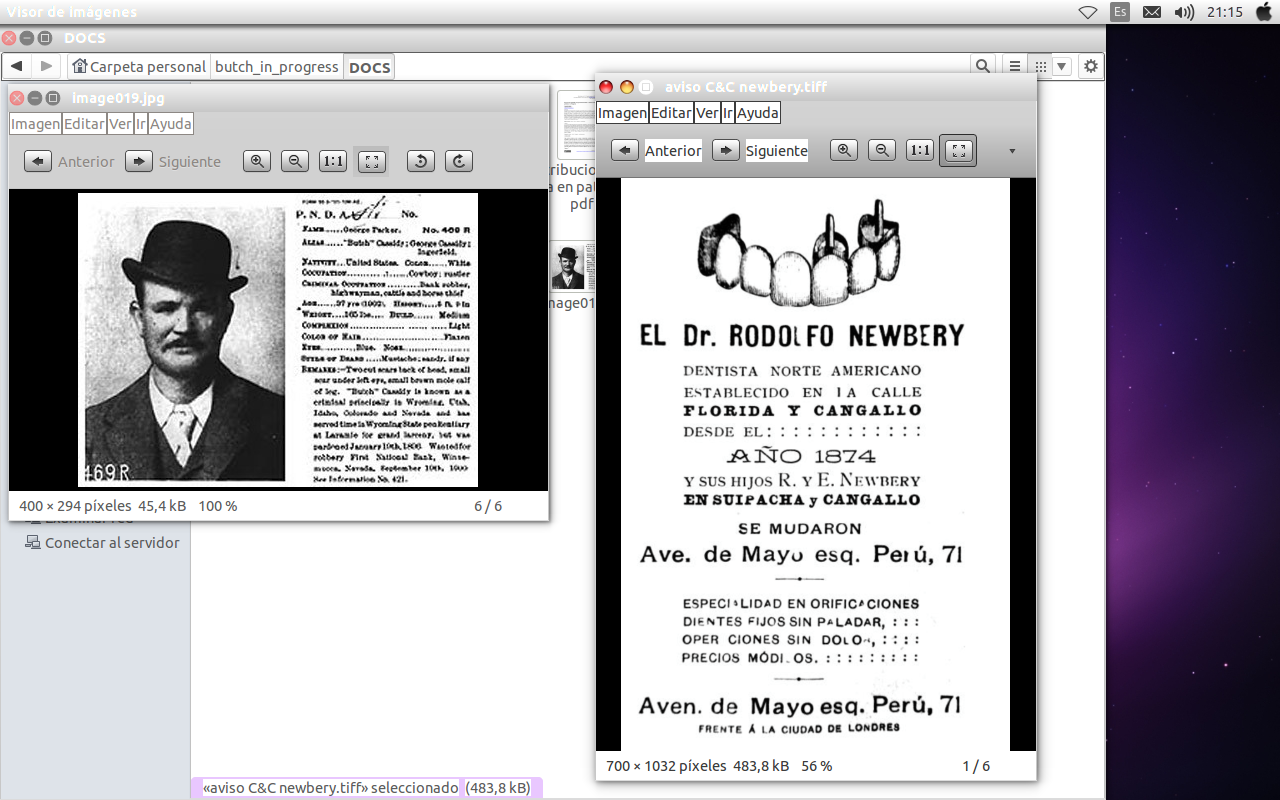 Visor de imágenes
Es
21:15
DOCS
Carpeta personal
butch_in_progress
DOCS
image019.jpg
Imagen Editar Ver Ir Ayuda
Anterior
Siguiente
1:1
P. N. D. A. No.
NAME.....George Parker. No. 469 R
ALIAS......"Butch" Cassidy; George Cassidy;
Ingerfield.
NATIVITY...United States. COLOR.....White
OCCUPATION...........Cowboy; rustler
CRIMINAL OCCUPATION..........Bank robber,
highwayman, cattle and horse thief
AGE.....37 yrs (1902). HEIGHT....5 ft. 9 in
WEIGHT....165 lbs.... BUILD...... Medium
COMPLEXION.................. Light
COLOR OF HAIR.................Flaxen
EYES.........Blue. NOSE................
STYLE OF BEARD.....Mustache; sandy, if any
REMARKS:—Two cut scars back of head, small
scar under left eye, small brown mole calf
of leg. "Butch" Cassidy is known as a
criminal principally in Wyoming, Utah,
Idaho, Colorado and Nevada and has
served time in Wyoming State penitentiary
at Laramie for grand larceny, but was
pardoned January 19th, 1896. Wanted for
robbery First National Bank, Winne-
mucca, Nevada, September 19th, 1900
See Information No. 421.
469 R
400 × 294 píxeles 45,4 kB 100 %
6 / 6
Conectar al servidor
pdf
«aviso C&C newbery.tiff» seleccionado (483,8 kB)
aviso C&C newbery.tiff
Imagen Editar Ver Ir Ayuda
Anterior
Siguiente
1:1
EL Dr. RODOLFO NEWBERY
DENTISTA NORTE AMERICANO
ESTABLECIDO EN LA CALLE
FLORIDA Y CANGALLO
DESDE EL: : : : : : : : : : : :
AÑO 1874
Y SUS HIJOS R. Y E. NEWBERY
EN SUIPACHA y CANGALLO
SE MUDARON
Ave. de Mayo esq. Perú, 71
ESPECIALIDAD EN ORIFICACIONES
DIENTES FIJOS SIN PALADAR, : : :
OPER CIONES SIN DOLO, : : : :
PRECIOS MÓDI OS. : : : : : : : : :
Aven. de Mayo esq. Perú, 71
FRENTE Á LA CIUDAD DE LONDRES
700 × 1032 píxeles 483,8 kB 56 %
1 / 6